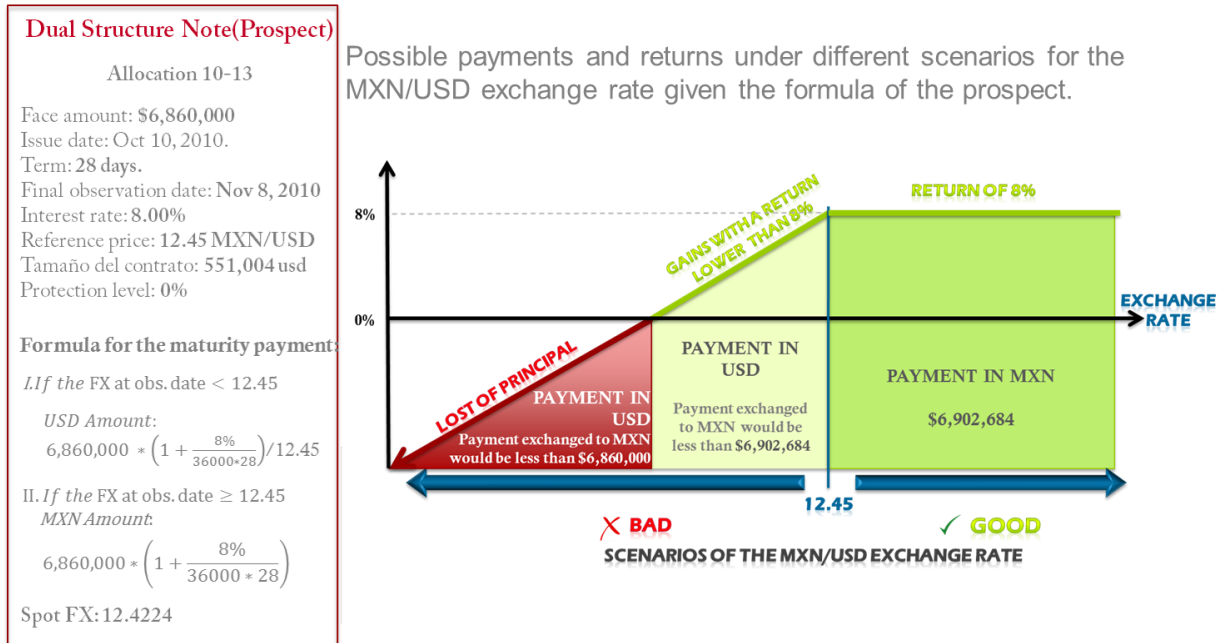 Dual Structure Note(Prospect)
Allocation 10-13
Face amount: $6,860,000
Issue date: Oct 10, 2010.
Term: 28 days.
Final observation date: Nov 8, 2010
Interest rate: 8.00%
Reference price: 12.45 MXN/USD
Tamaño del contrato: 551,004 usd
Protection level: 0%
Formula for the maturity payment:
I.If the FX at obs. date < 12.45
USD Amount:
6,860,000 * (1 + 8%/36000*28)/12.45
II. If the FX at obs. date ≥ 12.45
MXN Amount:
6,860,000 * (1 + 8%/36000 * 28)
Spot FX: 12.4224
Possible payments and returns under different scenarios for the
MXN/USD exchange rate given the formula of the prospect.
8%
0%
LOST OF PRINCIPAL
GAINS WITH A RETURN
LOWER THAN 8%
RETURN OF 8%
EXCHANGE
RATE
PAYMENT IN
USD
Payment exchanged to MXN
would be less than $6,860,000
PAYMENT IN
USD
Payment exchanged
to MXN would be
less than $6,902,684
PAYMENT IN MXN
$6,902,684
12.45
✗ BAD
✓ GOOD
SCENARIOS OF THE MXN/USD EXCHANGE RATE